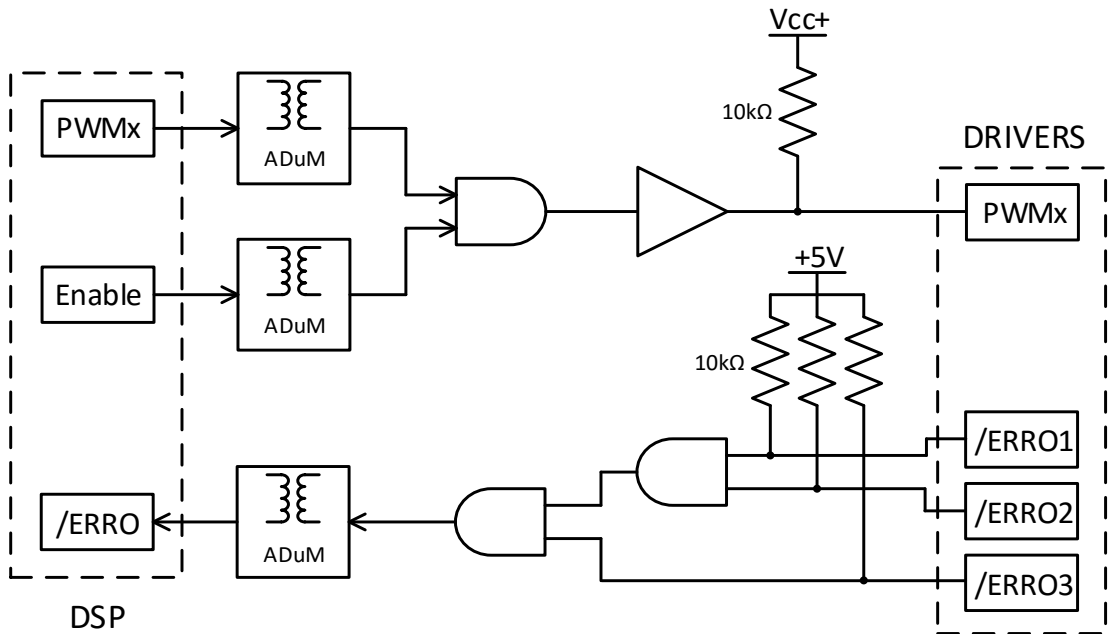 Vcc+
10kΩ
DRIVERS
PWMx
ADuM
PWMx
+5V
Enable
ADuM
10kΩ
/ERRO1
/ERRO2
/ERRO
ADuM
/ERRO3
DSP